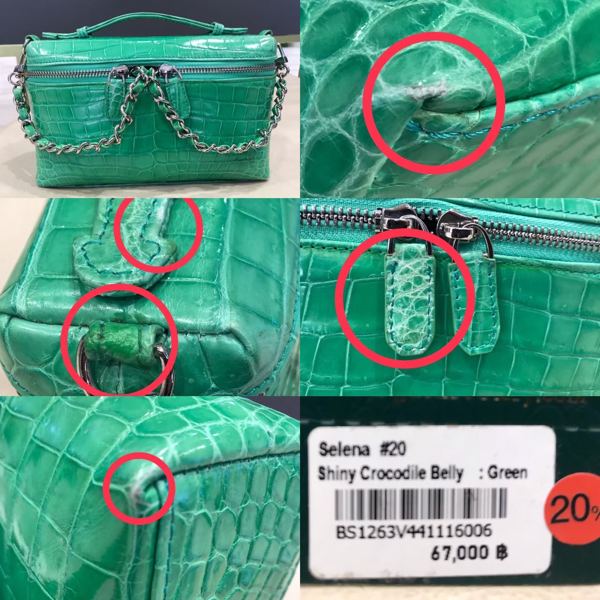 Selena #20
Shiny Crocodile Belly : Green
BS1263V441116006
67,000 ฿
20%